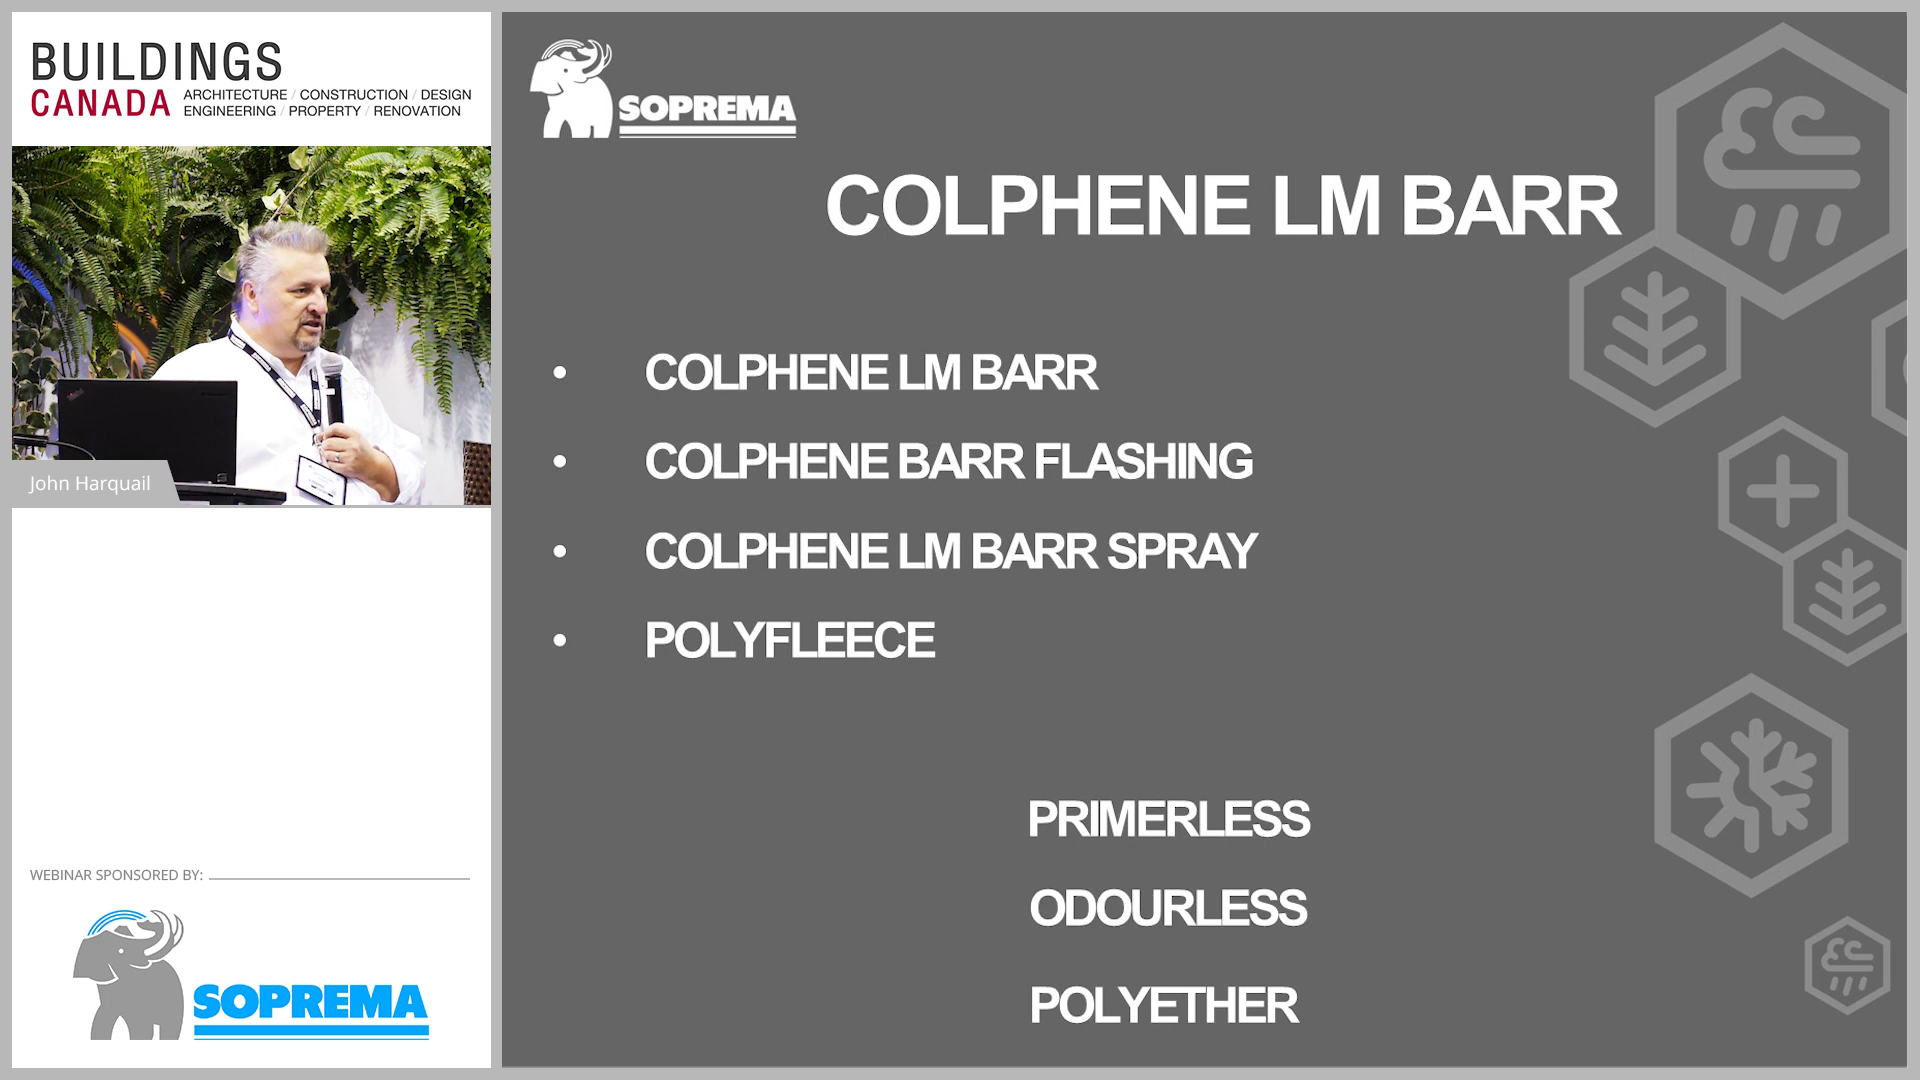 BUILDINGS
CANADA
ARCHITECTURE / CONSTRUCTION / DESIGN
ENGINEERING / PROPERTY / RENOVATION
John Harquail
WEBINAR SPONSORED BY:
SOPREMA
SOPREMA
COLPHENE LM BARR
• COLPHENE LM BARR
• COLPHENE BARR FLASHING
• COLPHENE LM BARR SPRAY
• POLYFLEECE
PRIMERLESS
ODOURLESS
POLYETHER